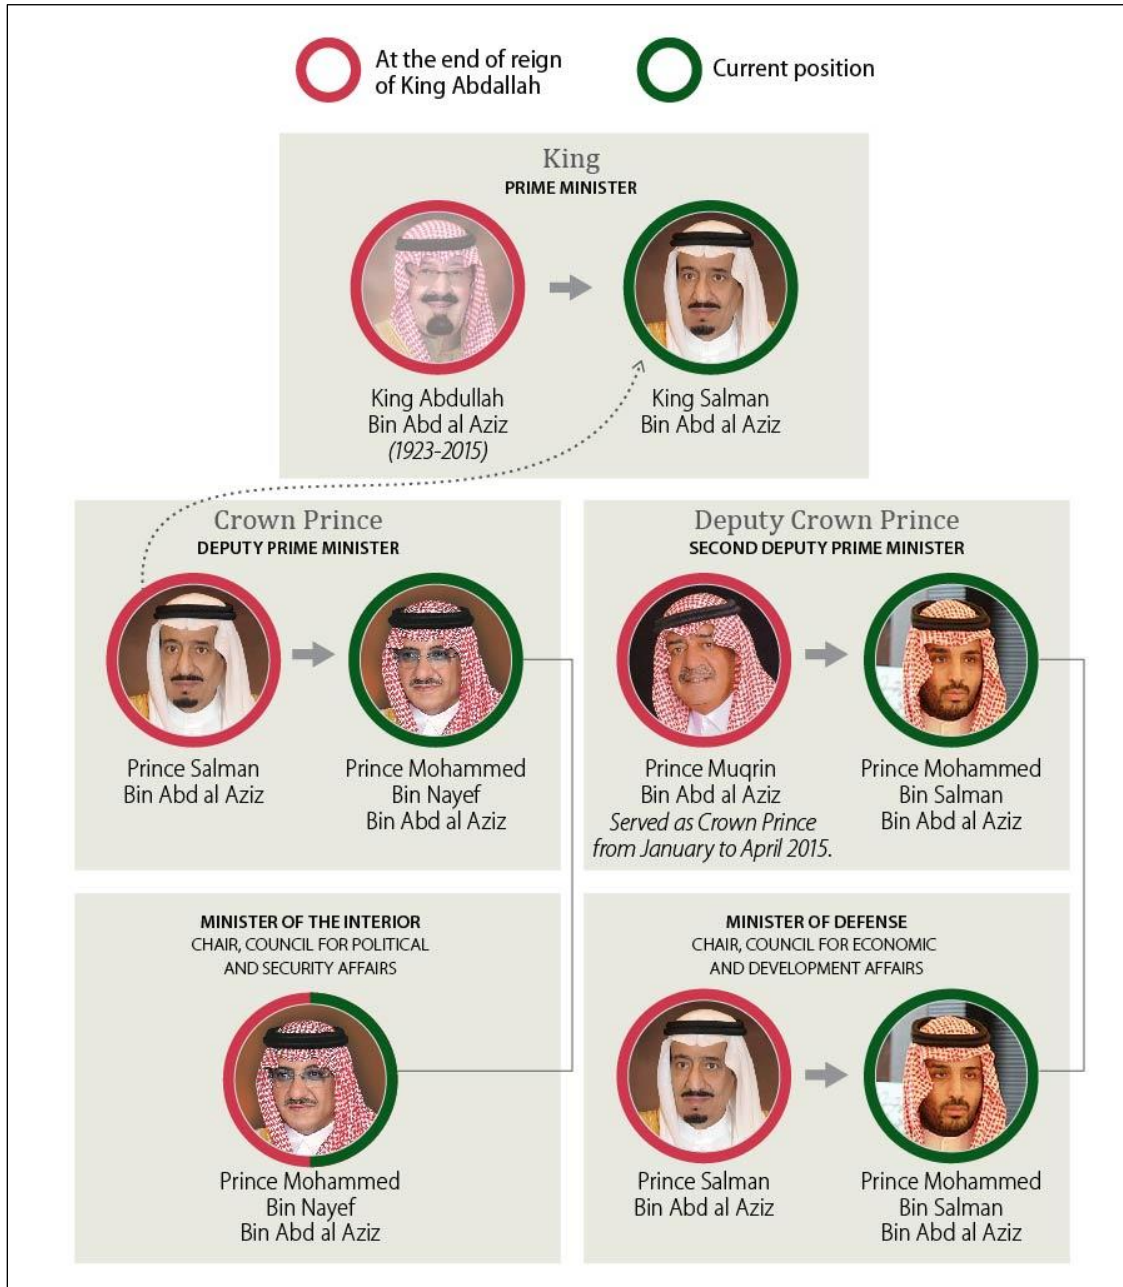 At the end of reign
of King Abdallah
Current position
King
PRIME MINISTER
King Abdullah
Bin Abd al Aziz
(1923-2015)
King Salman
Bin Abd al Aziz
Crown Prince
DEPUTY PRIME MINISTER
Prince Salman
Bin Abd al Aziz
Prince Mohammed
Bin Nayef
Bin Abd al Aziz
Deputy Crown Prince
SECOND DEPUTY PRIME MINISTER
Prince Muqrin
Bin Abd al Aziz
Served as Crown Prince
from January to April 2015.
Prince Mohammed
Bin Salman
Bin Abd al Aziz
MINISTER OF THE INTERIOR
CHAIR, COUNCIL FOR POLITICAL
AND SECURITY AFFAIRS
Prince Mohammed
Bin Nayef
Bin Abd al Aziz
MINISTER OF DEFENSE
CHAIR, COUNCIL FOR ECONOMIC
AND DEVELOPMENT AFFAIRS
Prince Salman
Bin Abd al Aziz
Prince Mohammed
Bin Salman
Bin Abd al Aziz